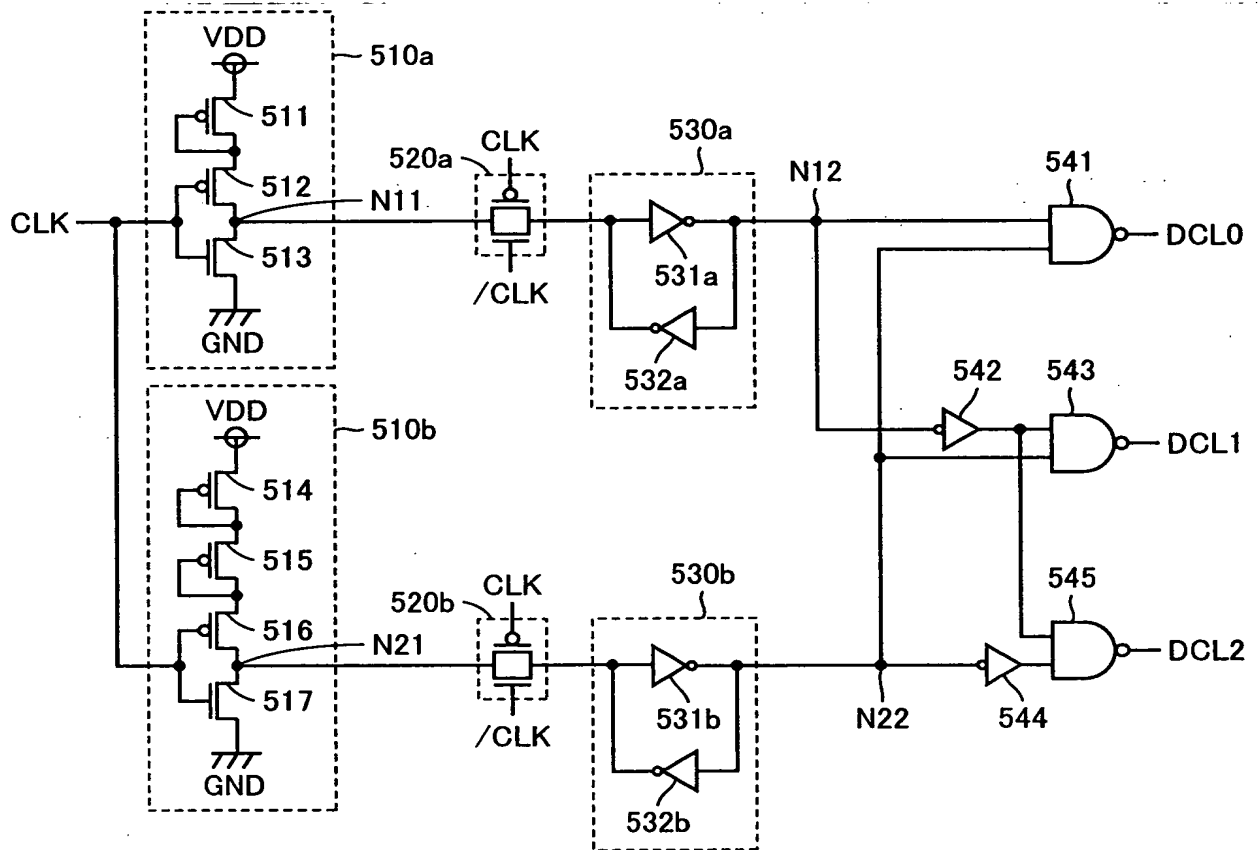 VDD
510a
511
512
CLK
N11
513
GND
520a
CLK
/CLK
530a
531a
532a
N12
541
DCL0
542
543
DCL1
VDD
510b
514
515
516
N21
517
GND
520b
CLK
/CLK
530b
531b
532b
N22
544
545
DCL2